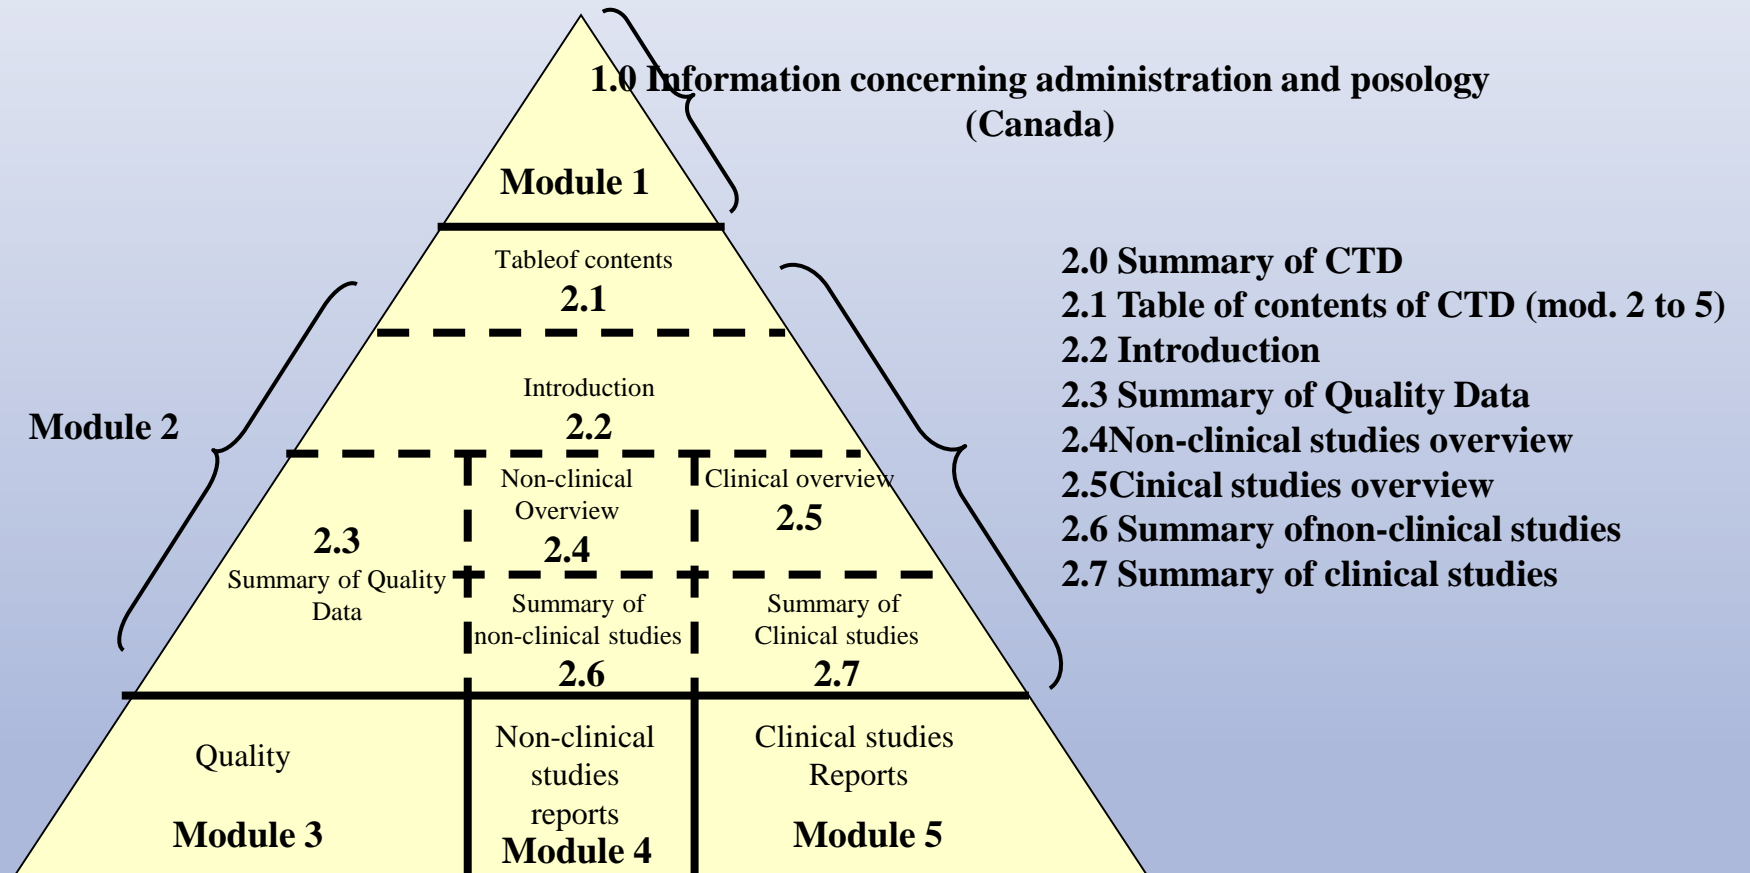 1.0 Information concerning administration and posology
(Canada)
Module 1
Tableof contents
2.1
Introduction
2.2
Module 2
2.3
Summary of Quality
Data
Non-clinical
Overview
2.4
Clinical overview
2.5
Summary of
non-clinical studies
2.6
Summary of
Clinical studies
2.7
Quality
Module 3
Non-clinical
studies
reports
Module 4
Clinical studies
Reports
Module 5
2.0 Summary of CTD
2.1 Table of contents of CTD (mod. 2 to 5)
2.2 Introduction
2.3 Summary of Quality Data
2.4Non-clinical studies overview
2.5Cinical studies overview
2.6 Summary ofnon-clinical studies
2.7 Summary of clinical studies